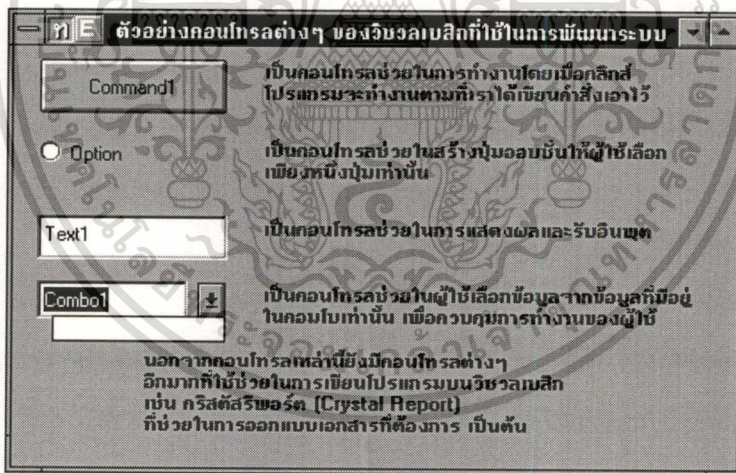 ท E ตัวอย่างคอนโทรลต่างๆ ของวิชวลเบสิกที่ใช้ในการพัฒนาระบบ
Command1
เป็นคอนโทรลช่วยในการทำงานโดยเมื่อคลิกส์
โปรแกรมจะทำงานตามที่เราได้เขียนคำสั่งเอาไว้
Option
เป็นคอนโทรลช่วยในสร้างปุ่มออบชั่นให้ผู้ใช้เลือก
เพียงหนึ่งปุ่มเท่านั้น
Text1
เป็นคอนโทรลช่วยในการแสดงผลและรับอินพุต
Combo1
เป็นคอนโทรลช่วยในผู้ใช้เลือกข้อมูลจากข้อมูลที่มีอยู่
ในคอมโบเท่านั้น เพื่อควบคุมการทำงานของผู้ใช้
นอกจากคอนโทรลเหล่านี้ยังมีคอนโทรลต่างๆ
อีกมากที่ใช้ช่วยในการเขียนโปรแกรมบนวิชวลเบสิก
เช่น คริสตัสรีพอร์ต (Crystal Report)
ที่ช่วยในการออกแบบเอกสารที่ต้องการ เป็นต้น